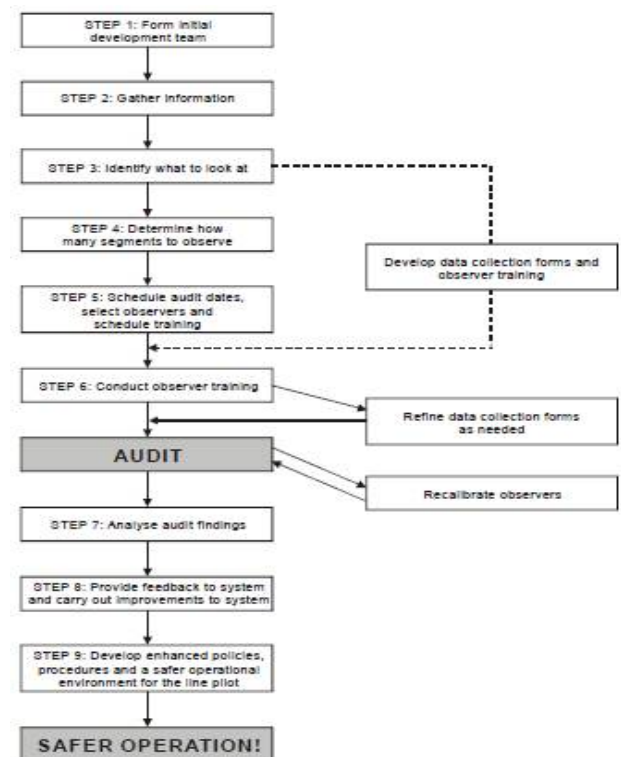 STEP 1: Form initial
development team
STEP 2: Gather information
STEP 3: Identify what to look at
STEP 4: Determine how
many segments to observe
Develop data collection forms and
observer training
STEP 5: Schedule audit dates,
select observers and
schedule training
STEP 6: Conduct observer training
Refine data collection forms
as needed
AUDIT
Recalibrate observers
STEP 7: Analyse audit findings
STEP 8: Provide feedback to system
and carry out improvements to system
STEP 9: Develop enhanced policies,
procedures and a safer operational
environment for the line pilot
SAFER OPERATION!